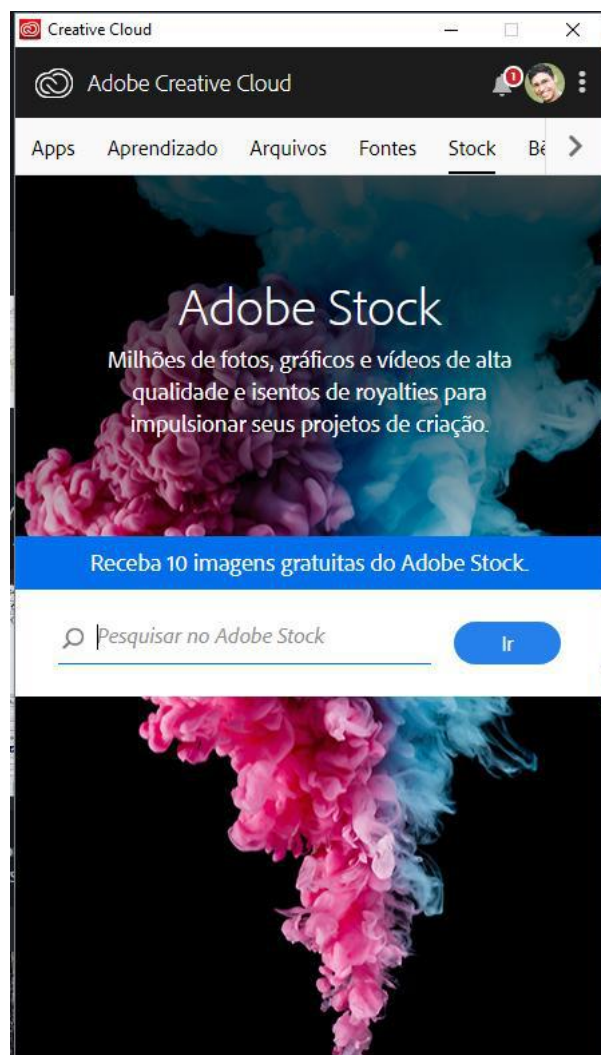 Creative Cloud
Adobe Creative Cloud
1
Apps Aprendizado Arquivos Fontes Stock
Adobe Stock
Milhões de fotos, gráficos e vídeos de alta
qualidade e isentos de royalties para
impulsionar seus projetos de criação.
Receba 10 imagens gratuitas do Adobe Stock.
Pesquisar no Adobe Stock
Ir